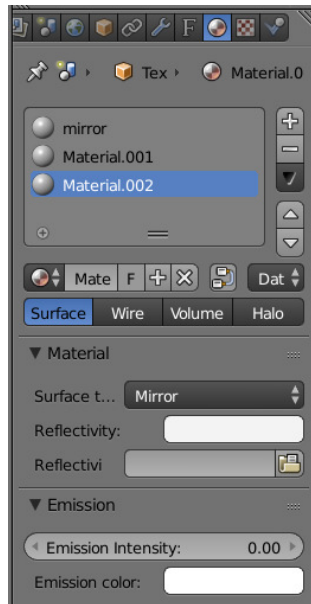 F
Tex Material.0
mirror
Material.001
Material.002
Mate F Dat
Surface Wire Volume Halo
Material
Surface t... Mirror
Reflectivity:
Reflectivi
Emission
Emission Intensity: 0.00
Emission color: